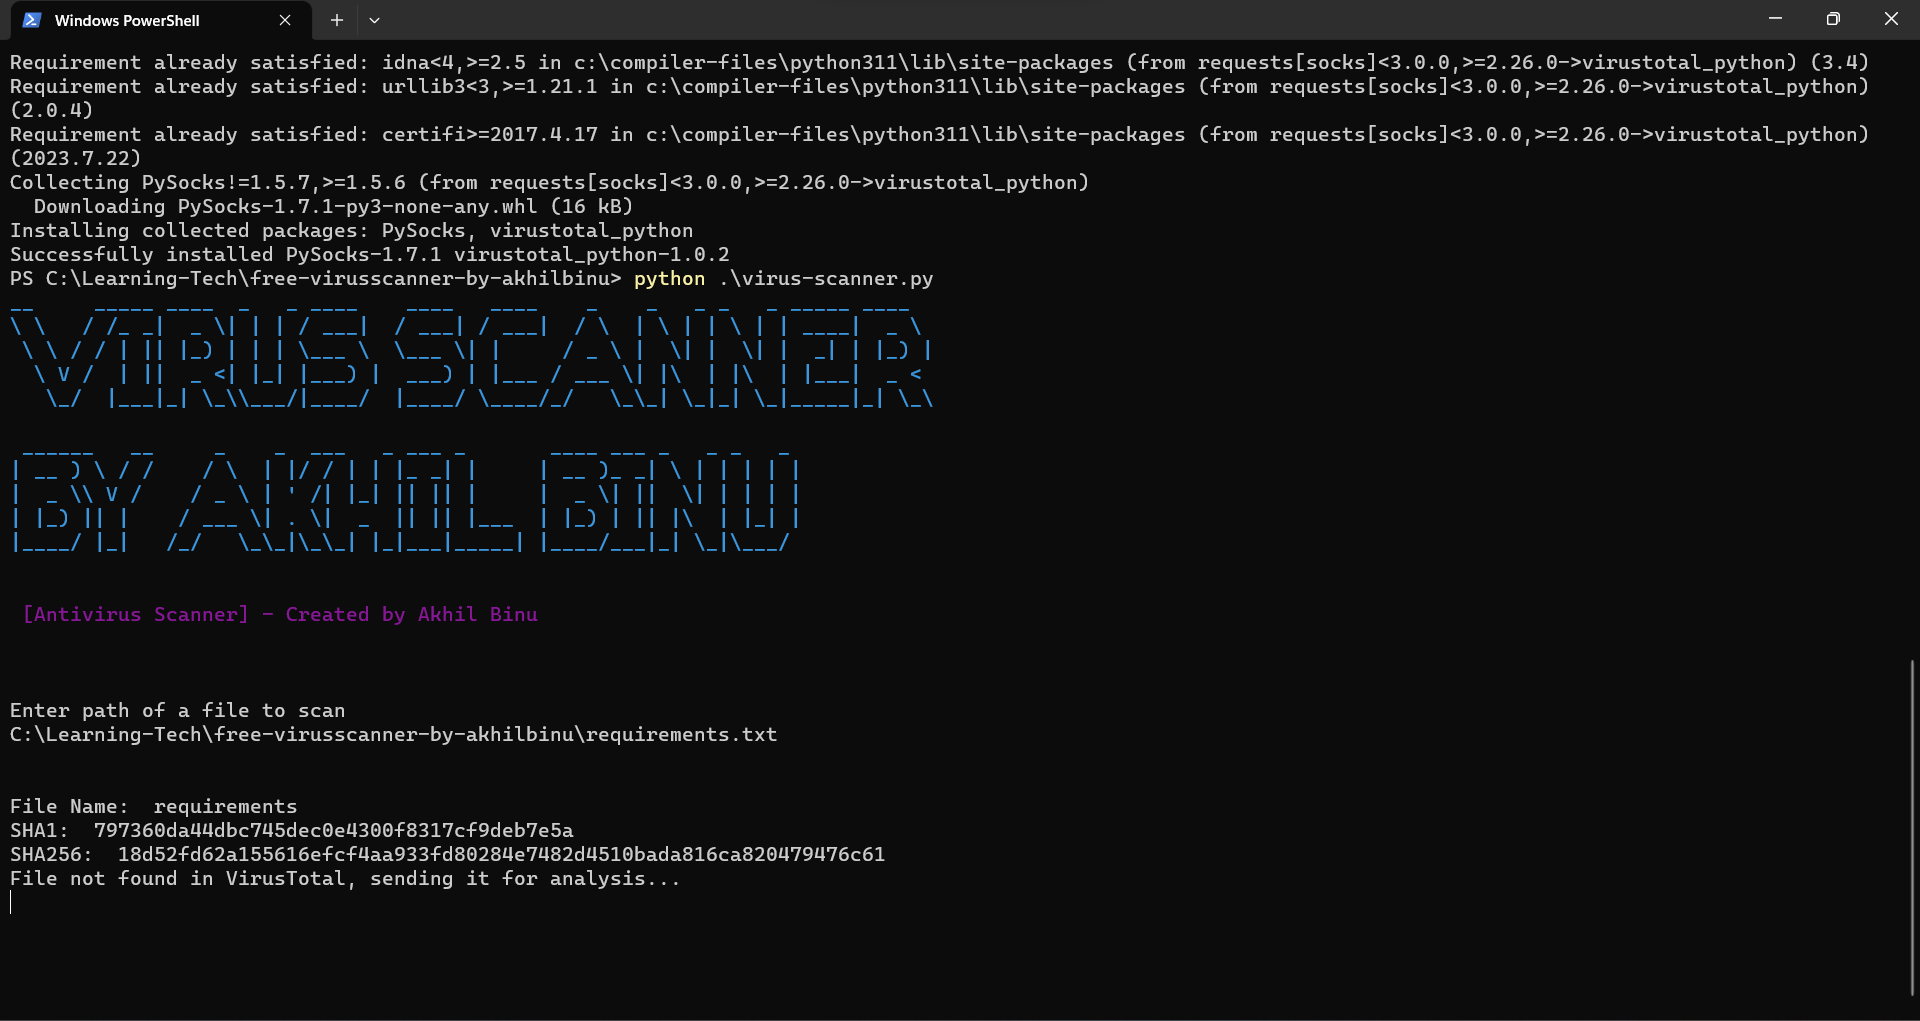 Windows PowerShell
Requirement already satisfied: idna<4,>=2.5 in c:\compiler-files\python311\lib\site-packages (from requests[socks]<3.0.0,>=2.26.0->virustotal_python) (3.4)
Requirement already satisfied: urllib3<3,>=1.21.1 in c:\compiler-files\python311\lib\site-packages (from requests[socks]<3.0.0,>=2.26.0->virustotal_python)
(2.0.4)
Requirement already satisfied: certifi>=2017.4.17 in c:\compiler-files\python311\lib\site-packages (from requests[socks]<3.0.0,>=2.26.0->virustotal_python)
(2023.7.22)
Collecting PySocks!=1.5.7,>=1.5.6 (from requests[socks]<3.0.0,>=2.26.0->virustotal_python)
Downloading PySocks-1.7.1-py3-none-any.whl (16 kB)
Installing collected packages: PySocks, virustotal_python
Successfully installed PySocks-1.7.1 virustotal_python-1.0.2
PS C:\Learning-Tech\free-virusscanner-by-akhilbinu> python .\virus-scanner.py
VIRUS SCANNER
BY AKHIL BINU
[Antivirus Scanner] - Created by Akhil Binu
Enter path of a file to scan
C:\Learning-Tech\free-virusscanner-by-akhilbinu\requirements.txt
File Name:  requirements
SHA1:  797360da44dbc745dec0e4300f8317cf9deb7e5a
SHA256:  18d52fd62a155616efcf4aa933fd80284e7482d4510bada816ca820479476c61
File not found in VirusTotal, sending it for analysis...